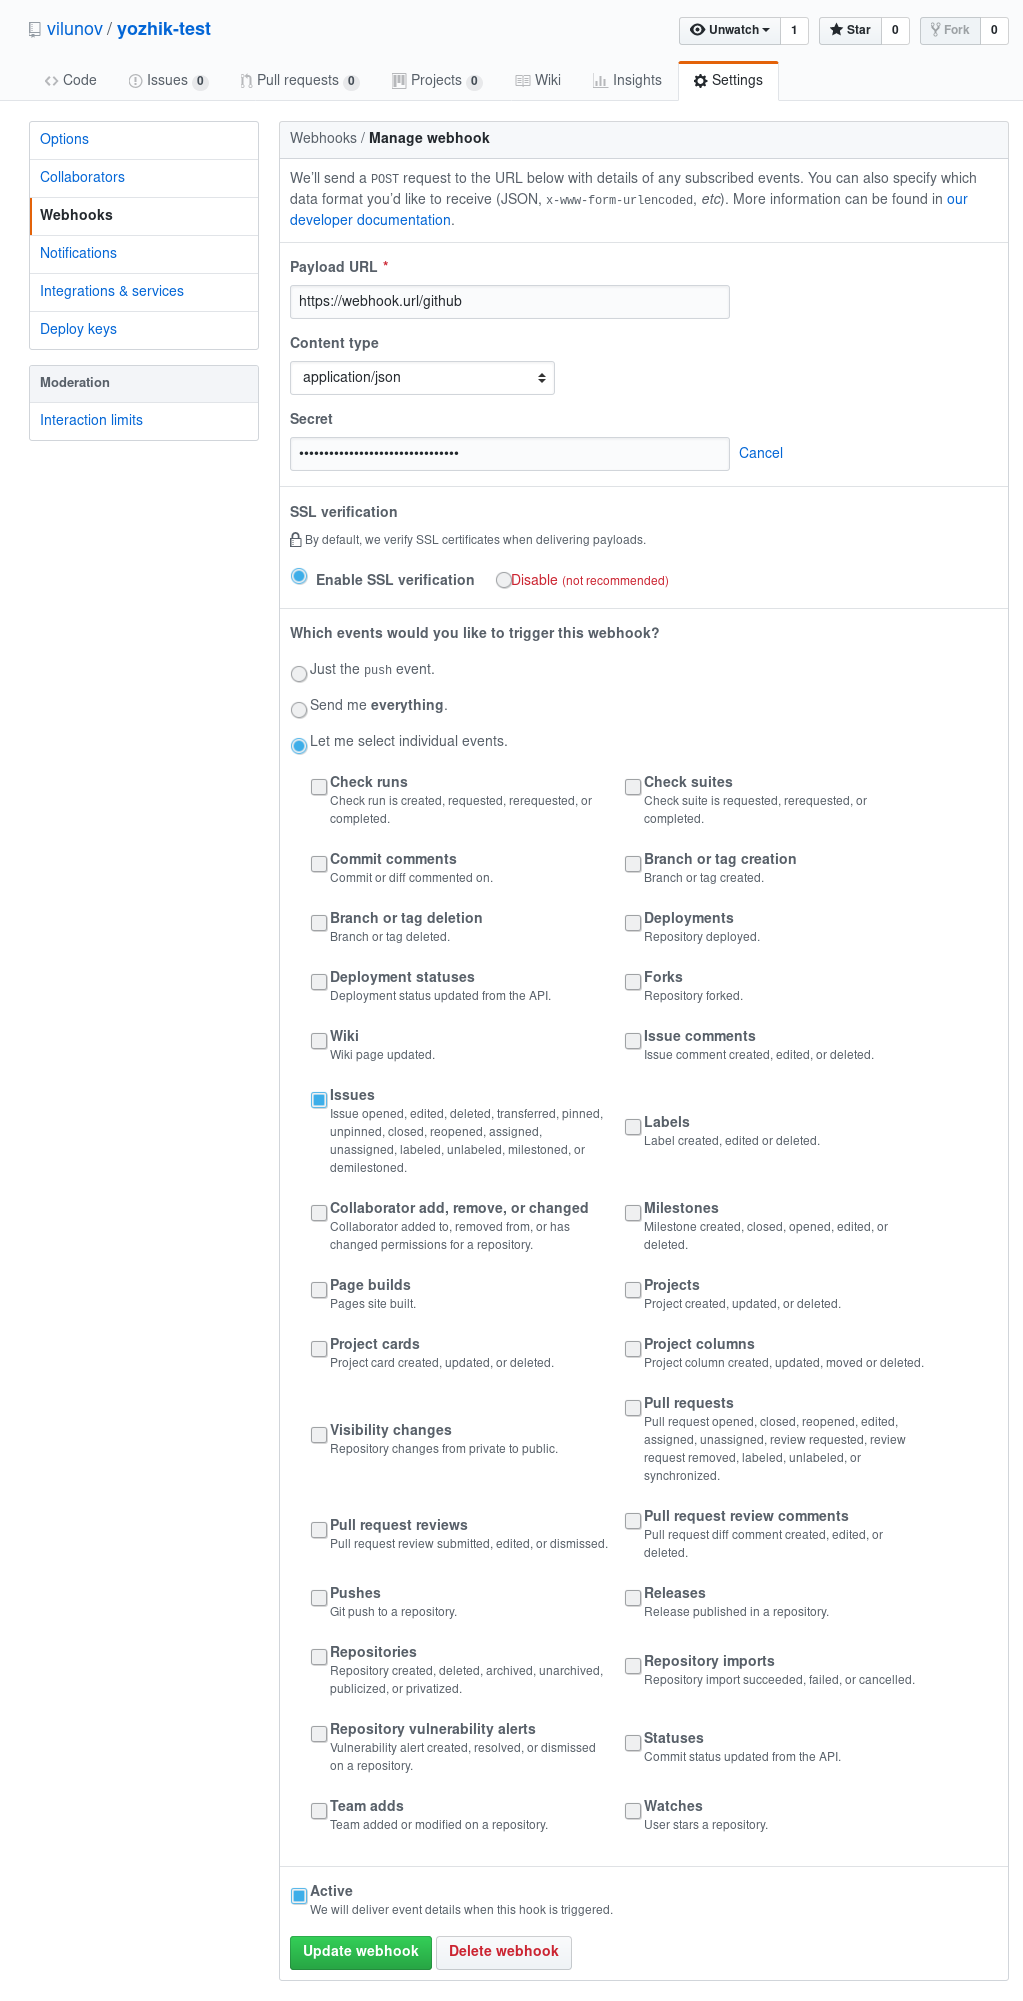 vilunov / yozhik-test
Unwatch 1 Star 0 Fork 0
Code Issues 0 Pull requests 0 Projects 0 Wiki Insights Settings
Options
Collaborators
Webhooks
Notifications
Integrations & services
Deploy keys
Moderation
Interaction limits
Webhooks / Manage webhook
We'll send a POST request to the URL below with details of any subscribed events. You can also specify which
data format you'd like to receive (JSON, x-www-form-urlencoded, etc). More information can be found in our
developer documentation.
Payload URL *
https://webhook.url/github
Content type
application/json
Secret
••••••••••••••••••••••••••••••••
Cancel
SSL verification
By default, we verify SSL certificates when delivering payloads.
Enable SSL verification Disable (not recommended)
Which events would you like to trigger this webhook?
Just the push event.
Send me everything.
Let me select individual events.
Check runs
Check run is created, requested, rerequested, or
completed.
Check suites
Check suite is requested, rerequested, or
completed.
Commit comments
Commit or diff commented on.
Branch or tag creation
Branch or tag created.
Branch or tag deletion
Branch or tag deleted.
Deployments
Repository deployed.
Deployment statuses
Deployment status updated from the API.
Forks
Repository forked.
Wiki
Wiki page updated.
Issue comments
Issue comment created, edited, or deleted.
Issues
Issue opened, edited, deleted, transferred, pinned,
unpinned, closed, reopened, assigned,
unassigned, labeled, unlabeled, milestoned, or
demilestoned.
Labels
Label created, edited or deleted.
Collaborator add, remove, or changed
Collaborator added to, removed from, or has
changed permissions for a repository.
Milestones
Milestone created, closed, opened, edited, or
deleted.
Page builds
Pages site built.
Projects
Project created, updated, or deleted.
Project cards
Project card created, updated, or deleted.
Project columns
Project column created, updated, moved or deleted.
Visibility changes
Repository changes from private to public.
Pull requests
Pull request opened, closed, reopened, edited,
assigned, unassigned, review requested, review
request removed, labeled, unlabeled, or
synchronized.
Pull request reviews
Pull request review submitted, edited, or dismissed.
Pull request review comments
Pull request diff comment created, edited, or
deleted.
Pushes
Git push to a repository.
Releases
Release published in a repository.
Repositories
Repository created, deleted, archived, unarchived,
publicized, or privatized.
Repository imports
Repository import succeeded, failed, or cancelled.
Repository vulnerability alerts
Vulnerability alert created, resolved, or dismissed
on a repository.
Statuses
Commit status updated from the API.
Team adds
Team added or modified on a repository.
Watches
User stars a repository.
Active
We will deliver event details when this hook is triggered.
Update webhook Delete webhook